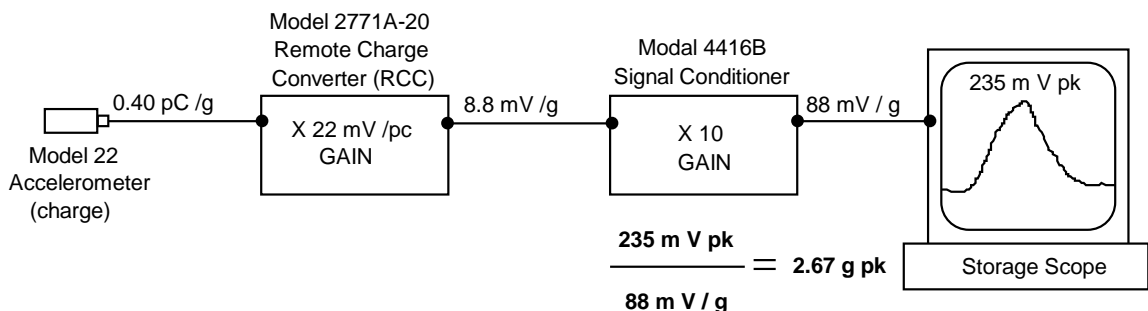 Model 2771A-20
Remote Charge
Converter (RCC)
Modal 4416B
Signal Conditioner
0.40 pC /g
8.8 mV /g
88 mV / g
235 m V pk
X 22 mV /pc
GAIN
X 10
GAIN
Model 22
Accelerometer
(charge)
235 m V pk
88 m V / g
= 2.67 g pk
Storage Scope